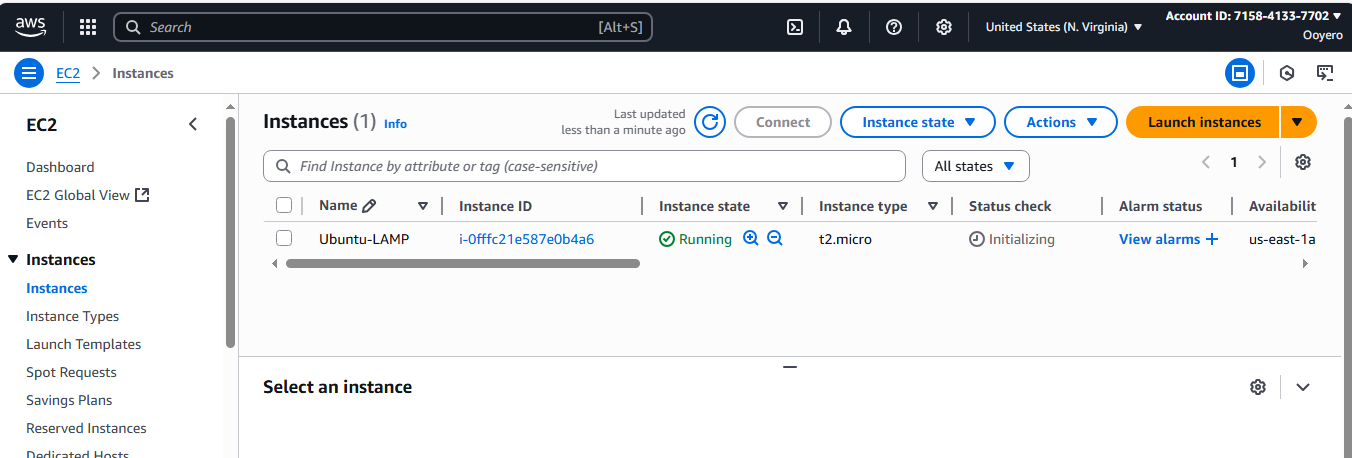 aws
Search [Alt+S]
United States (N. Virginia)
Account ID: 7158-4133-7702
Ooyero
EC2 Instances
EC2
Dashboard
EC2 Global View
Events
Instances
Instances
Instance Types
Launch Templates
Spot Requests
Savings Plans
Reserved Instances
Dedicated Hosts
Instances (1) Info
Last updated
less than a minute ago
Connect
Instance state
Actions
Launch instances
Find Instance by attribute or tag (case-sensitive)
All states
1
Name Instance ID Instance state Instance type Status check Alarm status Availabilit
Ubuntu-LAMP i-0fffc21e587e0b4a6 Running t2.micro Initializing View alarms + us-east-1a
Select an instance